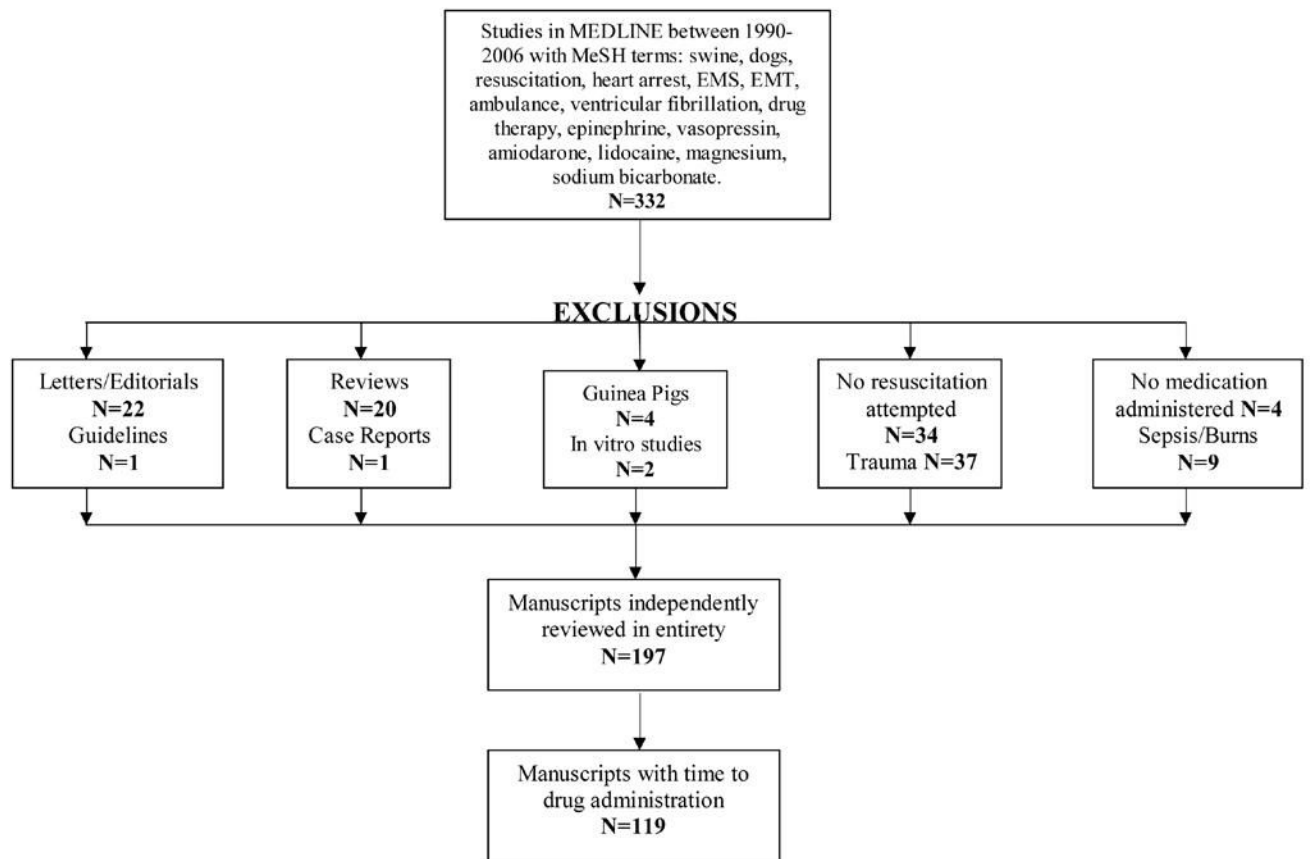 Studies in MEDLINE between 1990-
2006 with MeSH terms: swine, dogs,
resuscitation, heart arrest, EMS, EMT,
ambulance, ventricular fibrillation, drug
therapy, epinephrine, vasopressin,
amiodarone, lidocaine, magnesium,
sodium bicarbonate.
N=332
EXCLUSIONS
Letters/Editorials
N=22
Guidelines
N=1
Reviews
N=20
Case Reports
N=1
Guinea Pigs
N=4
In vitro studies
N=2
No resuscitation
attempted
N=34
Trauma N=37
No medication
administered N=4
Sepsis/Burns
N=9
Manuscripts independently
reviewed in entirety
N=197
Manuscripts with time to
drug administration
N=119